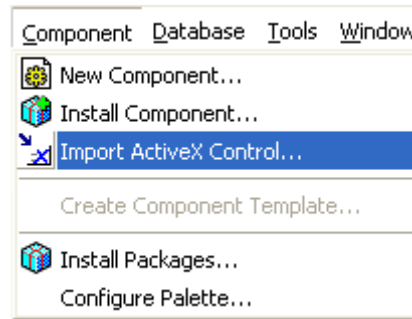 Component Database Tools Window
New Component...
Install Component...
Import ActiveX Control...
Create Component Template...
Install Packages...
Configure Palette...